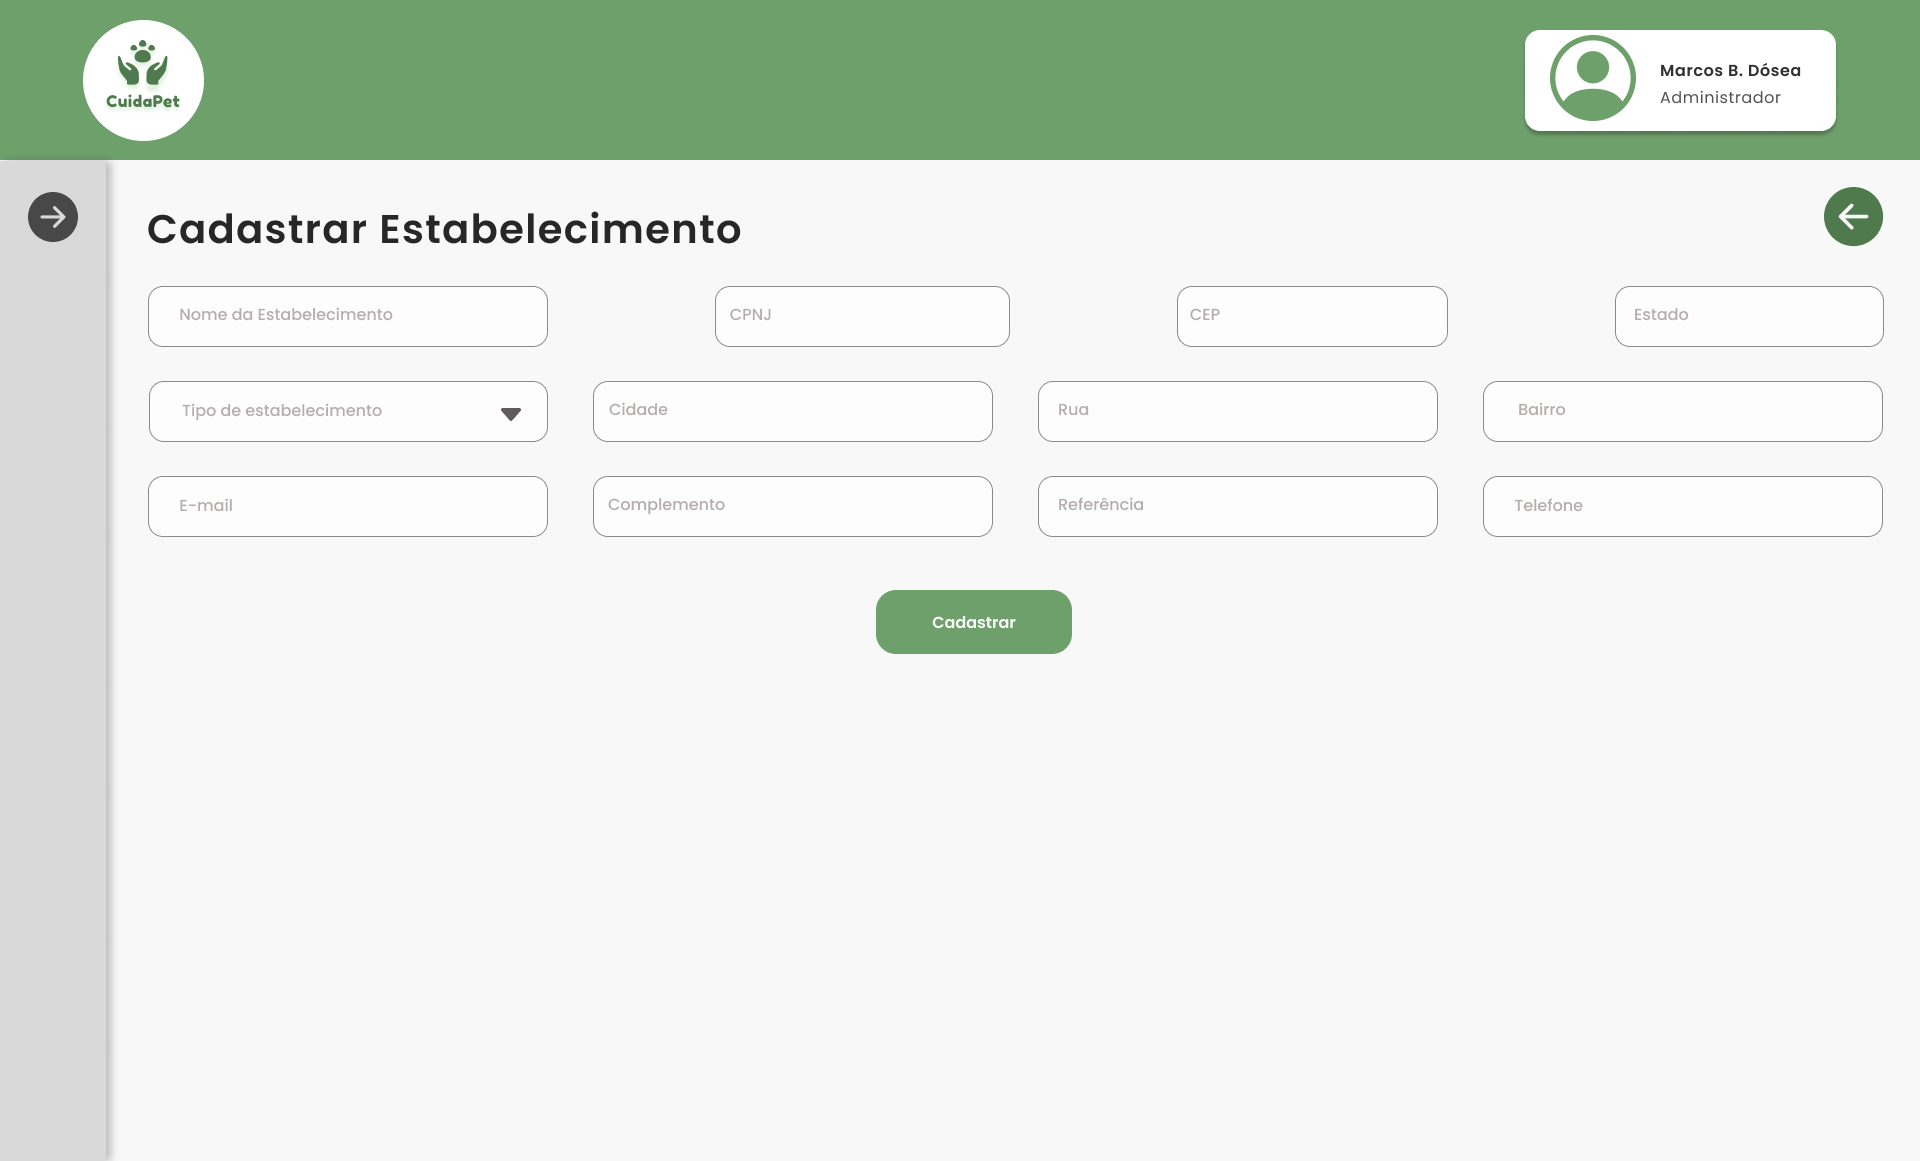 CuidaPet
Marcos B. Dósea
Administrador
Cadastrar Estabelecimento
Nome da Estabelecimento
CPNJ
CEP
Estado
Tipo de estabelecimento
Cidade
Rua
Bairro
E-mail
Complemento
Referência
Telefone
Cadastrar